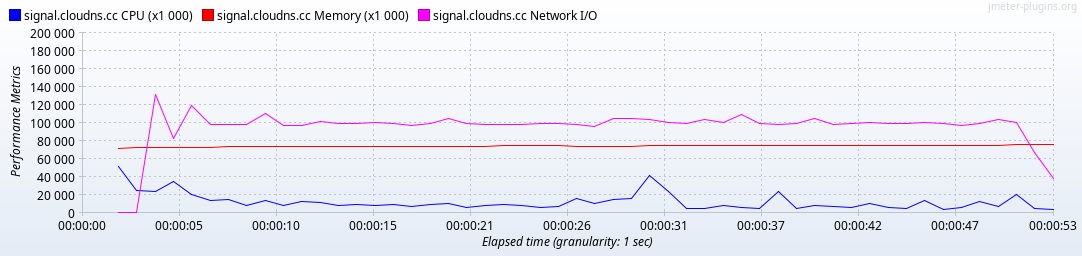 jmeter-plugins.org
signal.cloudns.cc CPU (x1 000) signal.cloudns.cc Memory (x1 000) signal.cloudns.cc Network I/O
200 000
180 000
160 000
140 000
120 000
100 000
80 000
60 000
40 000
20 000
0
Performance Metrics
00:00:00 00:00:05 00:00:10 00:00:15 00:00:21 00:00:26 00:00:31 00:00:37 00:00:42 00:00:47 00:00:53
Elapsed time (granularity: 1 sec)